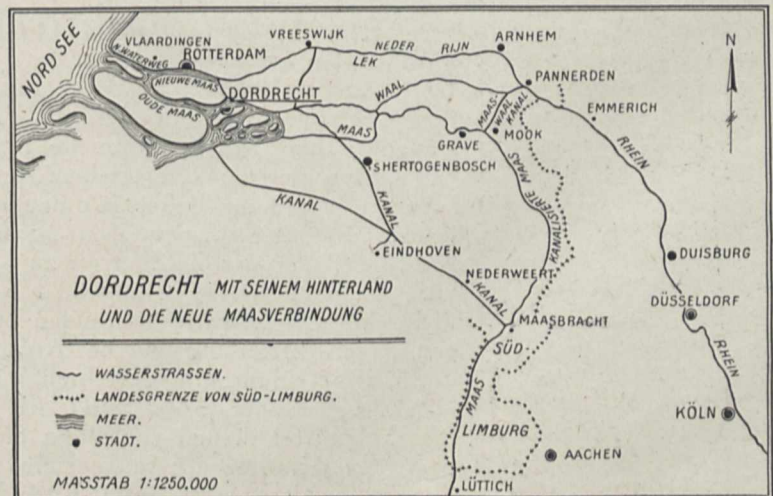 NORD SEE
VLAARDINGEN
N. WATERWEG
ROTTERDAM
NIEUWE MAAS
OUDE MAAS
DORDRECHT
VREESWIJK
NEDER RIJN
LEK
ARNHEM
N
PANNERDEN
WAAL
MAAS-WAAL KANAL
EMMERICH
RHEIN
MAAS
GRAVE
MOOK
SHERTOGENBOSCH
KANALISIERTE MAAS
KANAL
KANAL
EINDHOVEN
NEDERWEERT
KANAL
DUISBURG
DÜSSELDORF
MAASBRACHT
SÜD-
LIMBURG
MAAS
RHEIN
KÖLN
AACHEN
LÜTTICH
DORDRECHT MIT SEINEM HINTERLAND
UND DIE NEUE MAASVERBINDUNG
WASSERSTRASSEN.
LANDESGRENZE VON SÜD-LIMBURG.
MEER.
STADT.
MASSTAB 1:1250.000